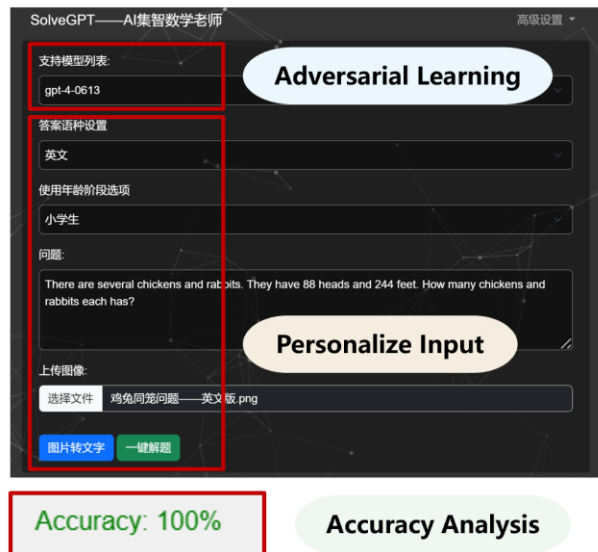 SolveGPT——AI集智数学老师
高级设置
支持模型列表:
Adversarial Learning
gpt-4-0613
答案语种设置
英文
使用年龄阶段选项
小学生
问题:
There are several chickens and rabbits. They have 88 heads and 244 feet. How many chickens and
rabbits each has?
Personalize Input
上传图像:
选择文件 鸡兔同笼问题——英文版.png
图片转文字 一键解题
Accuracy: 100%
Accuracy Analysis